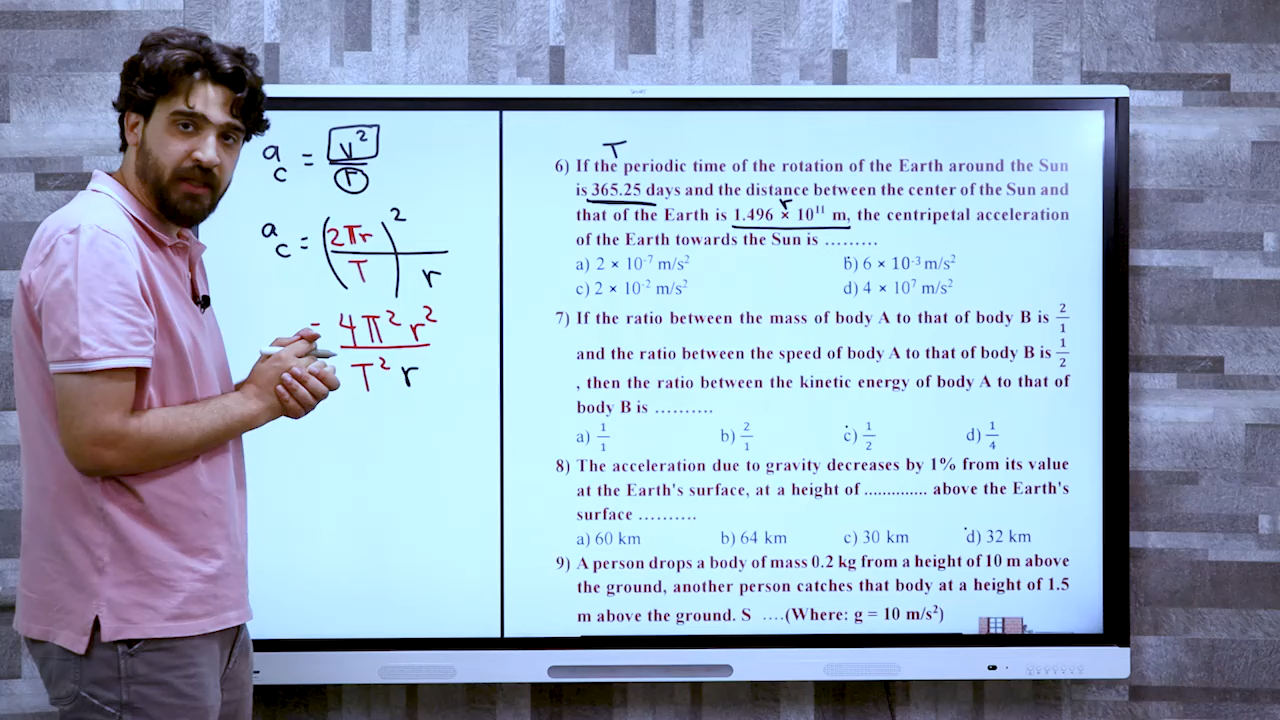 SMART
a_c = v² / r
a_c = (2πr / T)² / r
= 4π² r² / T² r
T
6) If the periodic time of the rotation of the Earth around the Sun
is 365.25 days and the distance between the center of the Sun and
r
that of the Earth is 1.496 × 10¹¹ m, the centripetal acceleration
of the Earth towards the Sun is ………
a) 2 × 10⁻⁷ m/s² b) 6 × 10⁻³ m/s²
c) 2 × 10⁻² m/s² d) 4 × 10⁷ m/s²
7) If the ratio between the mass of body A to that of body B is 2/1
and the ratio between the speed of body A to that of body B is 1/2
, then the ratio between the kinetic energy of body A to that of
body B is ……….
a) 1/1 b) 2/1 c) 1/2 d) 1/4
8) The acceleration due to gravity decreases by 1% from its value
at the Earth's surface, at a height of .............. above the Earth's
surface ……….
a) 60 km b) 64 km c) 30 km d) 32 km
9) A person drops a body of mass 0.2 kg from a height of 10 m above
the ground, another person catches that body at a height of 1.5
m above the ground. S ….(Where: g = 10 m/s²)